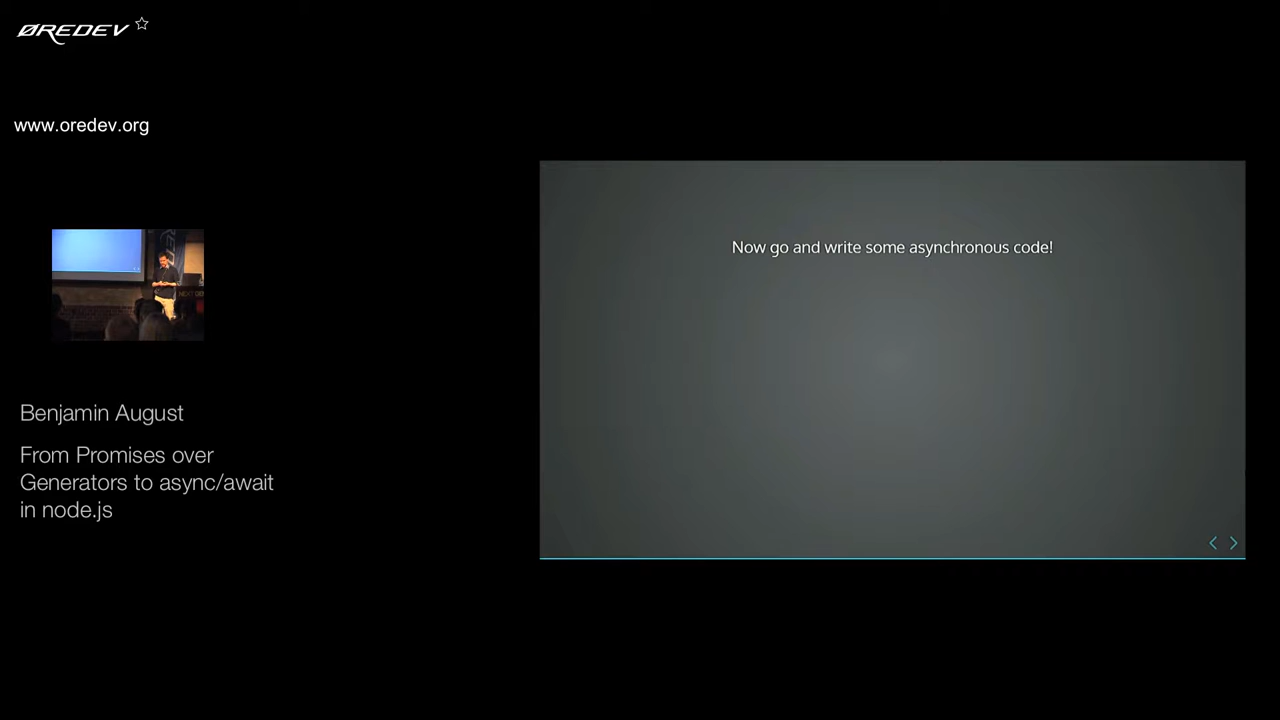 ØREDEV
www.oredev.org
Benjamin August
From Promises over
Generators to async/await
in node.js
Now go and write some asynchronous code!